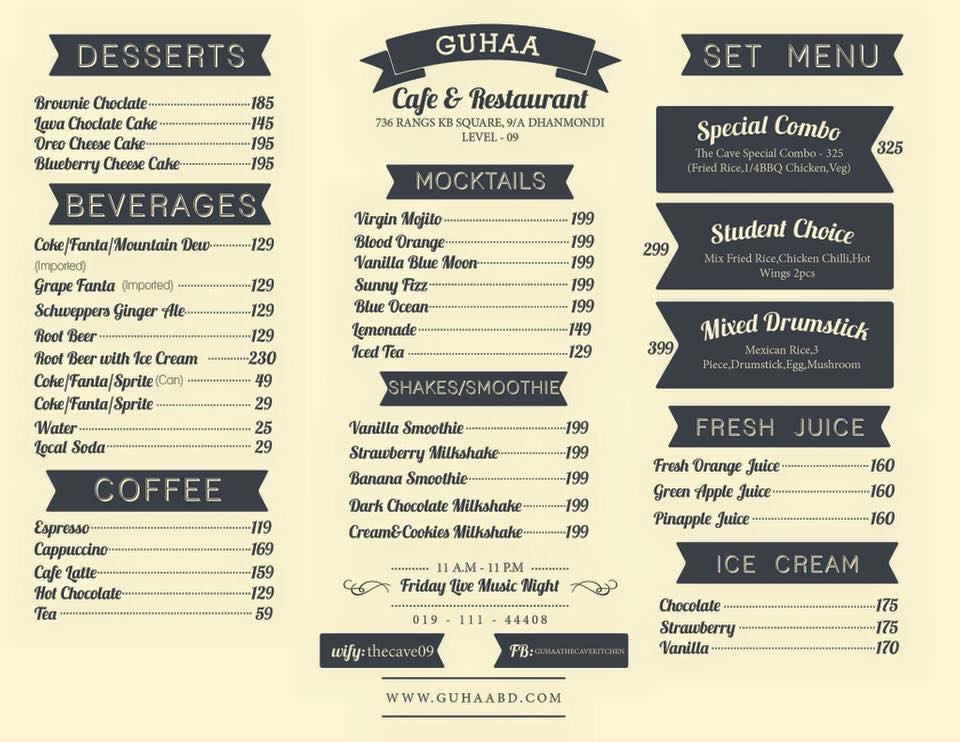 DESSERTS
Brownie Choclate 185
Lava Choclate Cake 145
Oreo Cheese Cake 195
Blueberry Cheese Cake 195
BEVERAGES
Coke/Fanta/Mountain Dew 129
(Imported)
Grape Fanta (Imported) 129
Schweppers Ginger Ale 129
Root Beer 129
Root Beer with Ice Cream 230
Coke/Fanta/Sprite (Can) 49
Coke/Fanta/Sprite 29
Water 25
Local Soda 29
COFFEE
Espresso 119
Cappuccino 169
Cafe Latte 159
Hot Chocolate 129
Tea 59
GUHAA
Cafe & Restaurant
736 RANGS KB SQUARE, 9/A DHANMONDI
LEVEL - 09
MOCKTAILS
Virgin Mojito 199
Blood Orange 199
Vanilla Blue Moon 199
Sunny Fizz 199
Blue Ocean 199
Lemonade 149
Iced Tea 129
SHAKES/SMOOTHIE
Vanilla Smoothie 199
Strawberry Milkshake 199
Banana Smoothie 199
Dark Chocolate Milkshake 199
Cream&Cookies Milkshake 199
11 A.M - 11 P.M
Friday Live Music Night
019 - 111 - 44408
wify: thecave09
FB: GUHAATHECAVEKITCHEN
WWW.GUHAABD.COM
SET MENU
Special Combo
The Cave Special Combo - 325
(Fried Rice,1/4BBQ Chicken,Veg)
325
Student Choice
299
Mix Fried Rice,Chicken Chilli,Hot
Wings 2pcs
Mixed Drumstick
399
Mexican Rice,3
Piece,Drumstick,Egg,Mushroom
FRESH JUICE
Fresh Orange Juice 160
Green Apple Juice 160
Pinapple Juice 160
ICE CREAM
Chocolate 175
Strawberry 175
Vanilla 170